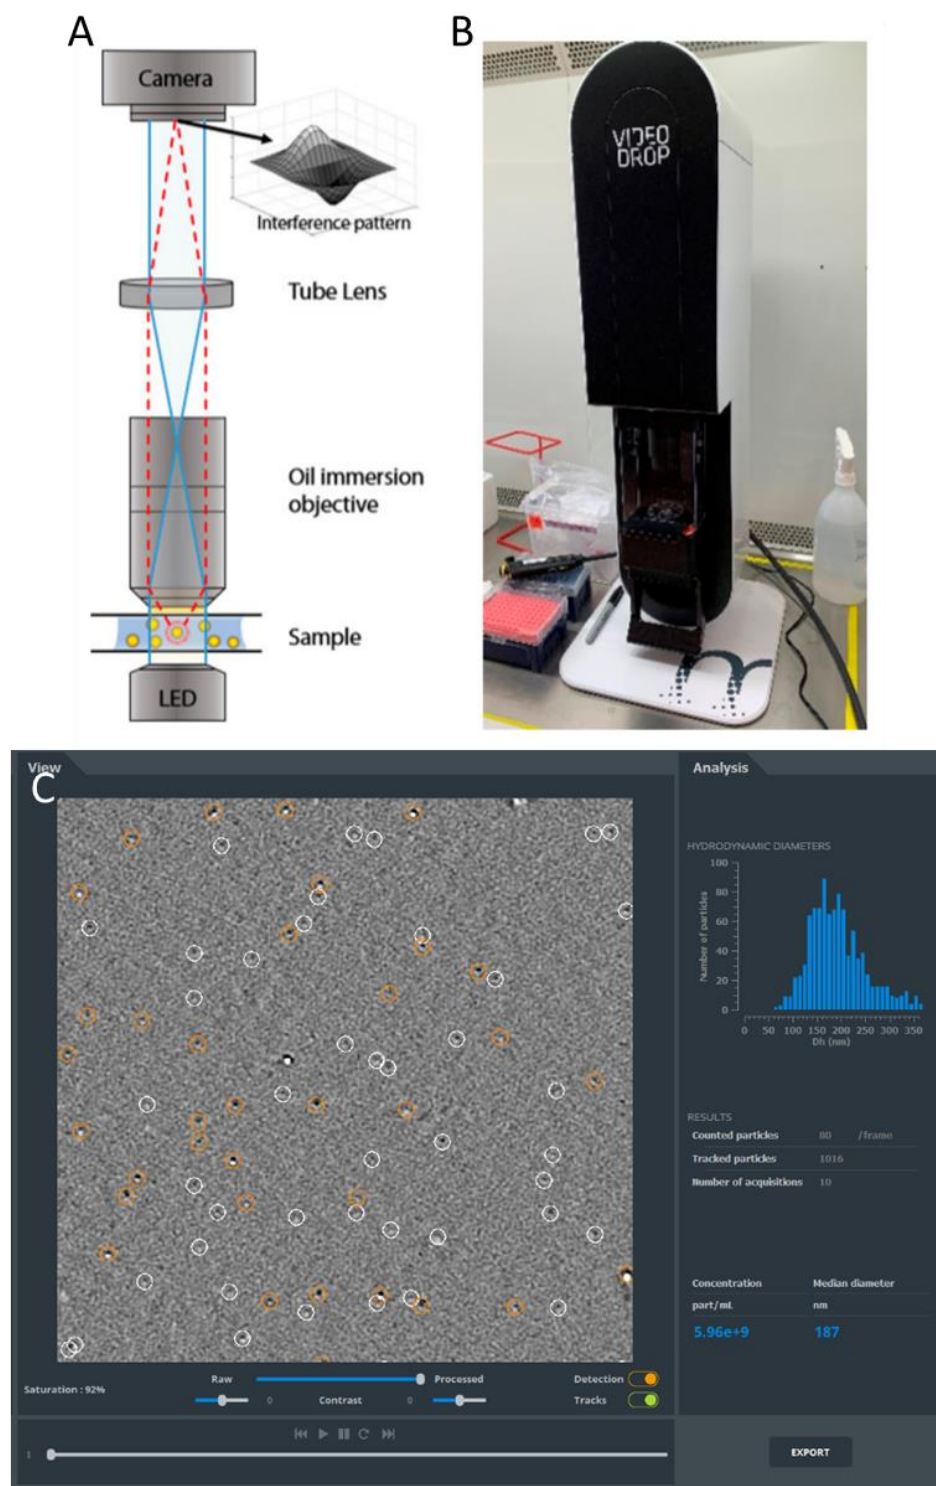 A
Camera
Interference pattern
Tube Lens
Oil immersion
objective
Sample
LED
B
VIDEO
DROP
C
View
Saturation : 92%
Raw
Processed
0
Contrast
0
Detection
Tracks
1
Analysis
HYDRODYNAMIC DIAMETERS
Number of particles
100
80
60
40
20
0
0 50 100 150 200 250 300 350
Dh (nm)
RESULTS
Counted particles 80 /frame
Tracked particles 1016
Number of acquisitions 10
Concentration Median diameter
part/mL nm
5.96e+9 187
EXPORT